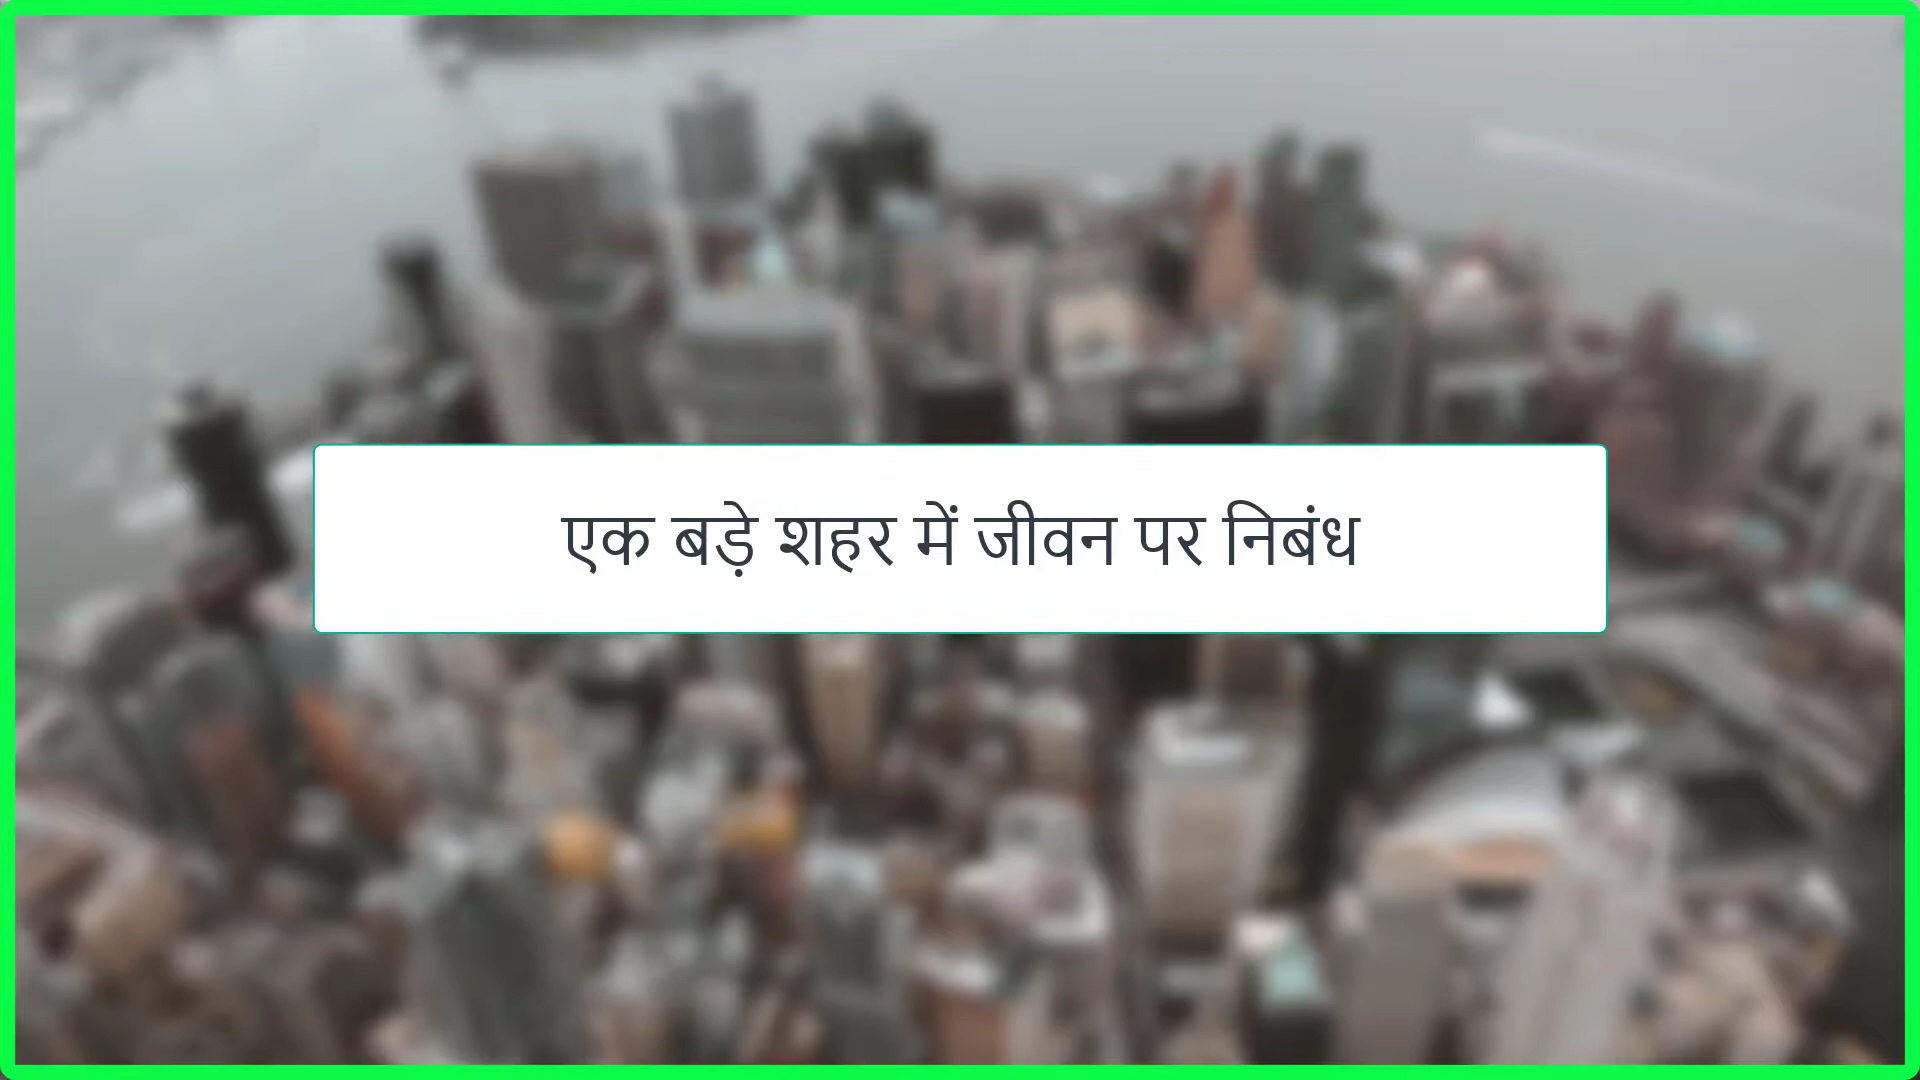 एक बड़े शहर में जीवन पर निबंध